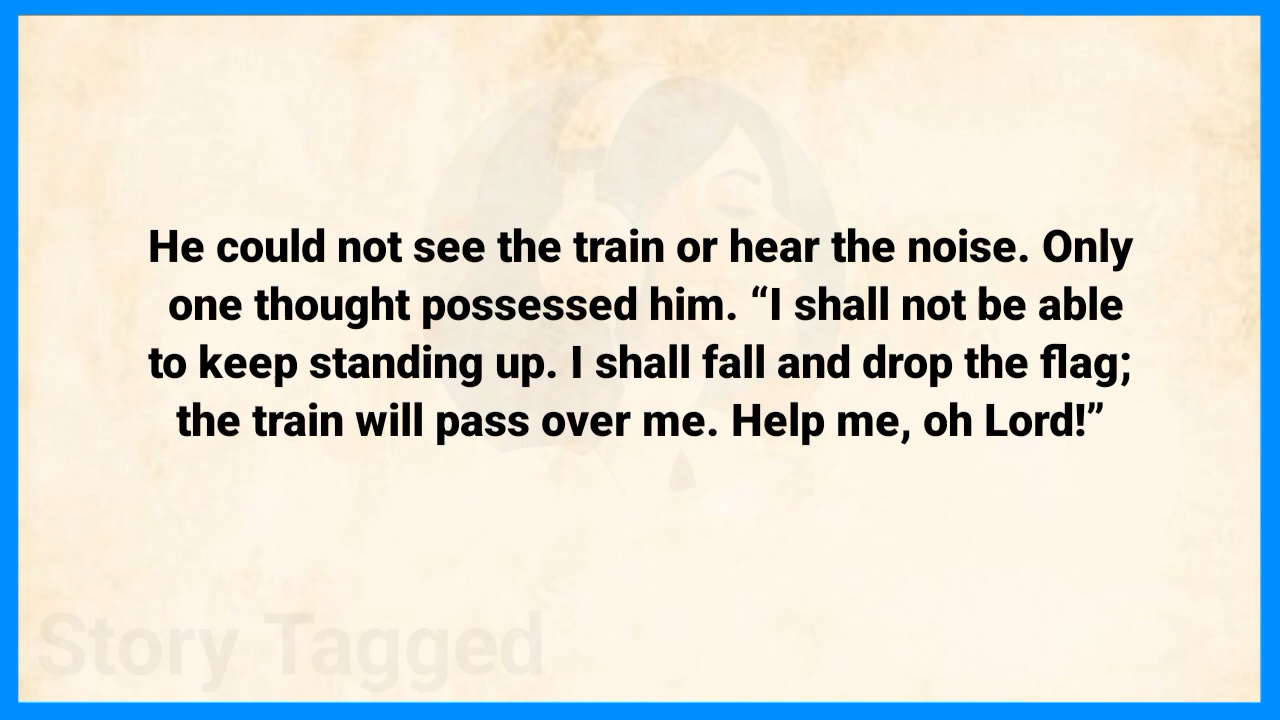 He could not see the train or hear the noise. Only
one thought possessed him. “I shall not be able
to keep standing up. I shall fall and drop the flag;
the train will pass over me. Help me, oh Lord!”
Story Tagged